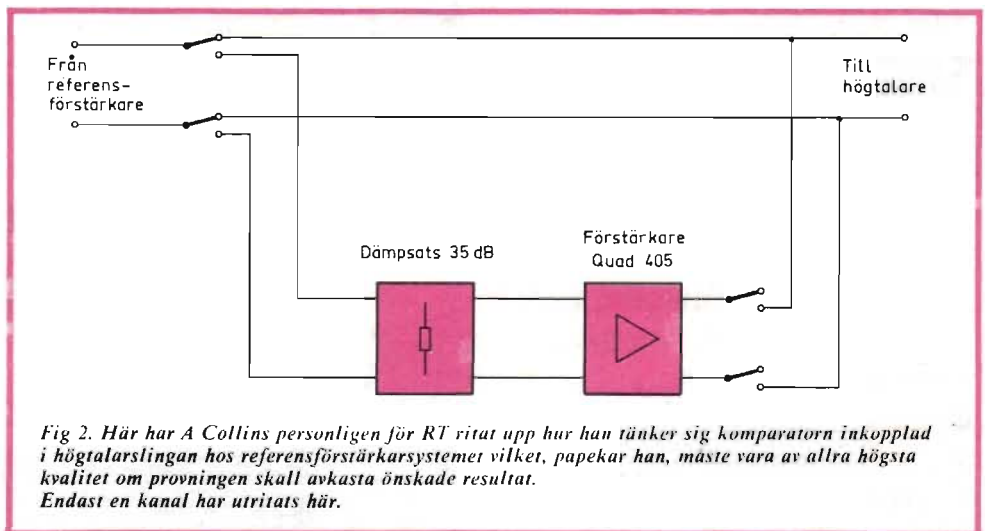 Från
referens-
förstärkare
Till
högtalare
Dämpsats 35 dB
Förstärkare
Quad 405
Fig 2. Här har A Collins personligen för RT ritat upp hur han tänker sig komparatorn inkopplad
i högtalarslingan hos referensförstärkarsystemet vilket, papekar han, måste vara av allra högsta
kvalitet om provningen skall avkasta önskade resultat.
Endast en kanal har utritats här.